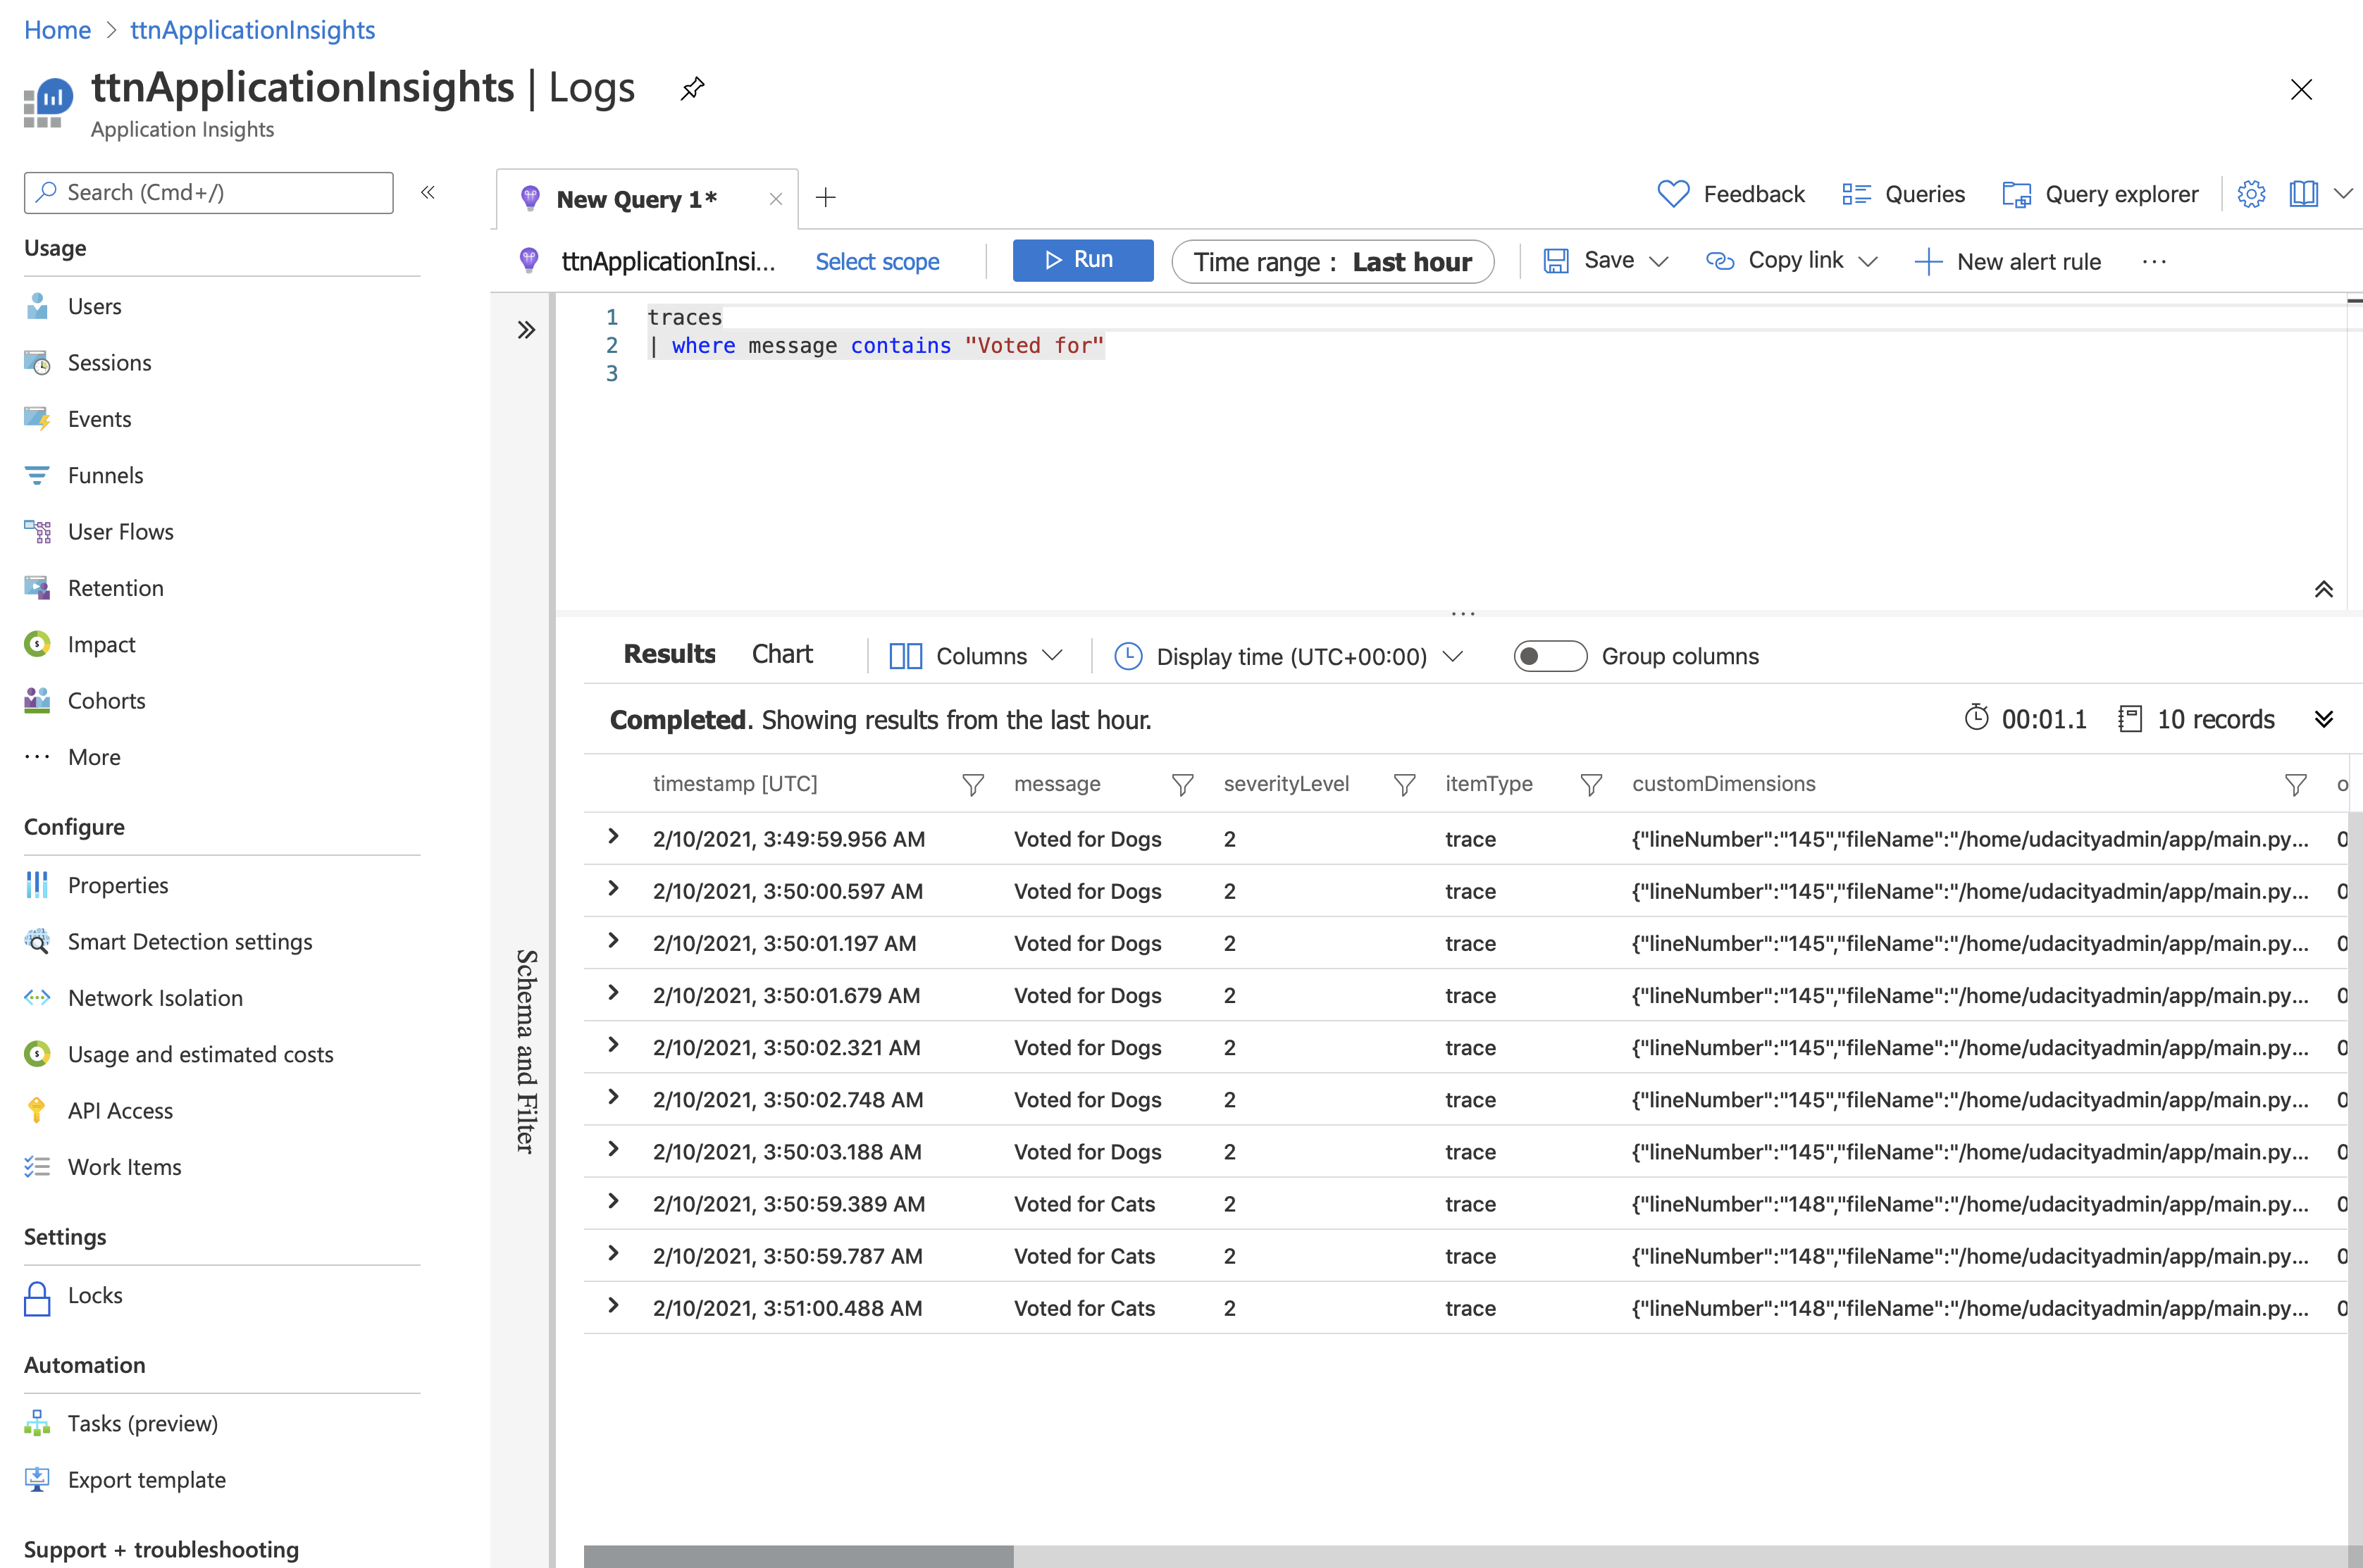 Home > ttnApplicationInsights
ttnApplicationInsights | Logs
Application Insights
Search (Cmd+/)
«
Usage
Users
Sessions
Events
Funnels
User Flows
Retention
Impact
Cohorts
More
Configure
Properties
Smart Detection settings
Network Isolation
Usage and estimated costs
API Access
Work Items
Settings
Locks
Automation
Tasks (preview)
Export template
Support + troubleshooting
New Query 1*
Feedback Queries Query explorer
ttnApplicationInsi... Select scope Run Time range : Last hour Save Copy link New alert rule ...
1 traces
2 | where message contains "Voted for"
3
Schema and Filter
Results Chart Columns Display time (UTC+00:00) Group columns
Completed. Showing results from the last hour. 00:01.1 10 records
timestamp [UTC] message severityLevel itemType customDimensions o
2/10/2021, 3:49:59.956 AM Voted for Dogs 2 trace {"lineNumber":"145","fileName":"/home/udacityadmin/app/main.py... 0
2/10/2021, 3:50:00.597 AM Voted for Dogs 2 trace {"lineNumber":"145","fileName":"/home/udacityadmin/app/main.py... 0
2/10/2021, 3:50:01.197 AM Voted for Dogs 2 trace {"lineNumber":"145","fileName":"/home/udacityadmin/app/main.py... 0
2/10/2021, 3:50:01.679 AM Voted for Dogs 2 trace {"lineNumber":"145","fileName":"/home/udacityadmin/app/main.py... 0
2/10/2021, 3:50:02.321 AM Voted for Dogs 2 trace {"lineNumber":"145","fileName":"/home/udacityadmin/app/main.py... 0
2/10/2021, 3:50:02.748 AM Voted for Dogs 2 trace {"lineNumber":"145","fileName":"/home/udacityadmin/app/main.py... 0
2/10/2021, 3:50:03.188 AM Voted for Dogs 2 trace {"lineNumber":"145","fileName":"/home/udacityadmin/app/main.py... 0
2/10/2021, 3:50:59.389 AM Voted for Cats 2 trace {"lineNumber":"148","fileName":"/home/udacityadmin/app/main.py... 0
2/10/2021, 3:50:59.787 AM Voted for Cats 2 trace {"lineNumber":"148","fileName":"/home/udacityadmin/app/main.py... 0
2/10/2021, 3:51:00.488 AM Voted for Cats 2 trace {"lineNumber":"148","fileName":"/home/udacityadmin/app/main.py... 0